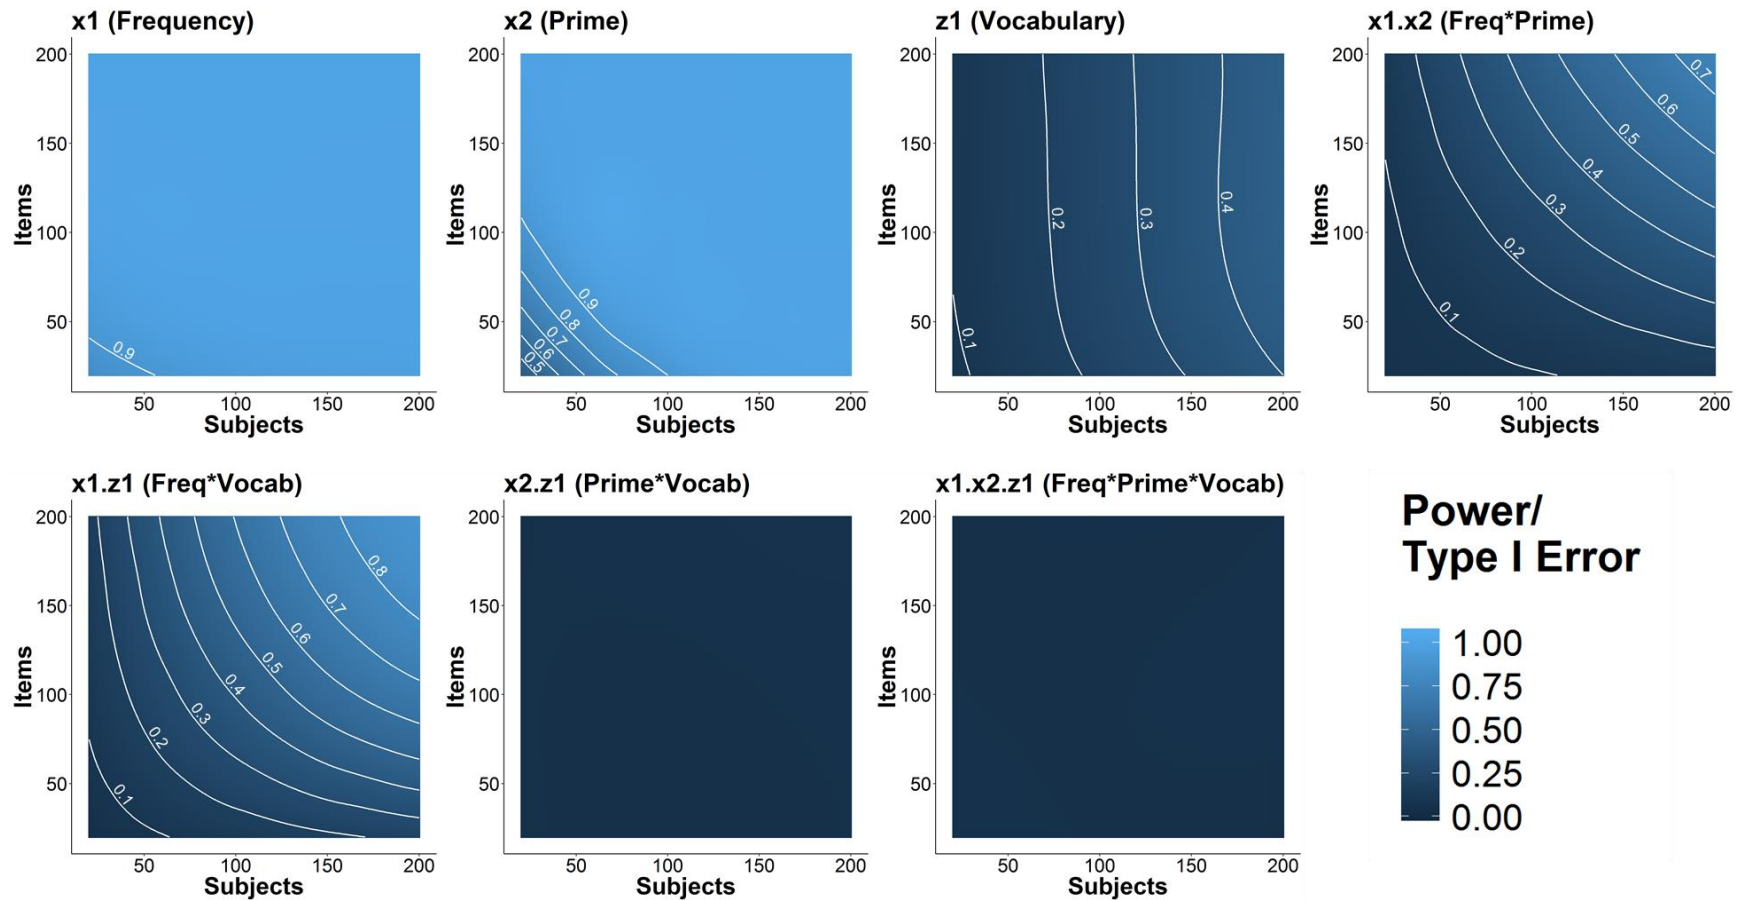 x1 (Frequency)
200
150
100
50
Items
0.9
50 100 150 200
Subjects
x2 (Prime)
200
150
100
50
Items
0.9
0.8
0.7
0.6
0.5
50 100 150 200
Subjects
z1 (Vocabulary)
200
150
100
50
Items
0.1
0.2
0.3
0.4
50 100 150 200
Subjects
x1.x2 (Freq*Prime)
200
150
100
50
Items
0.7
0.6
0.5
0.4
0.3
0.2
0.1
50 100 150 200
Subjects
x1.z1 (Freq*Vocab)
200
150
100
50
Items
0.8
0.7
0.6
0.5
0.4
0.3
0.2
0.1
50 100 150 200
Subjects
x2.z1 (Prime*Vocab)
200
150
100
50
Items
50 100 150 200
Subjects
x1.x2.z1 (Freq*Prime*Vocab)
200
150
100
50
Items
50 100 150 200
Subjects
Power/
Type I Error
1.00
0.75
0.50
0.25
0.00